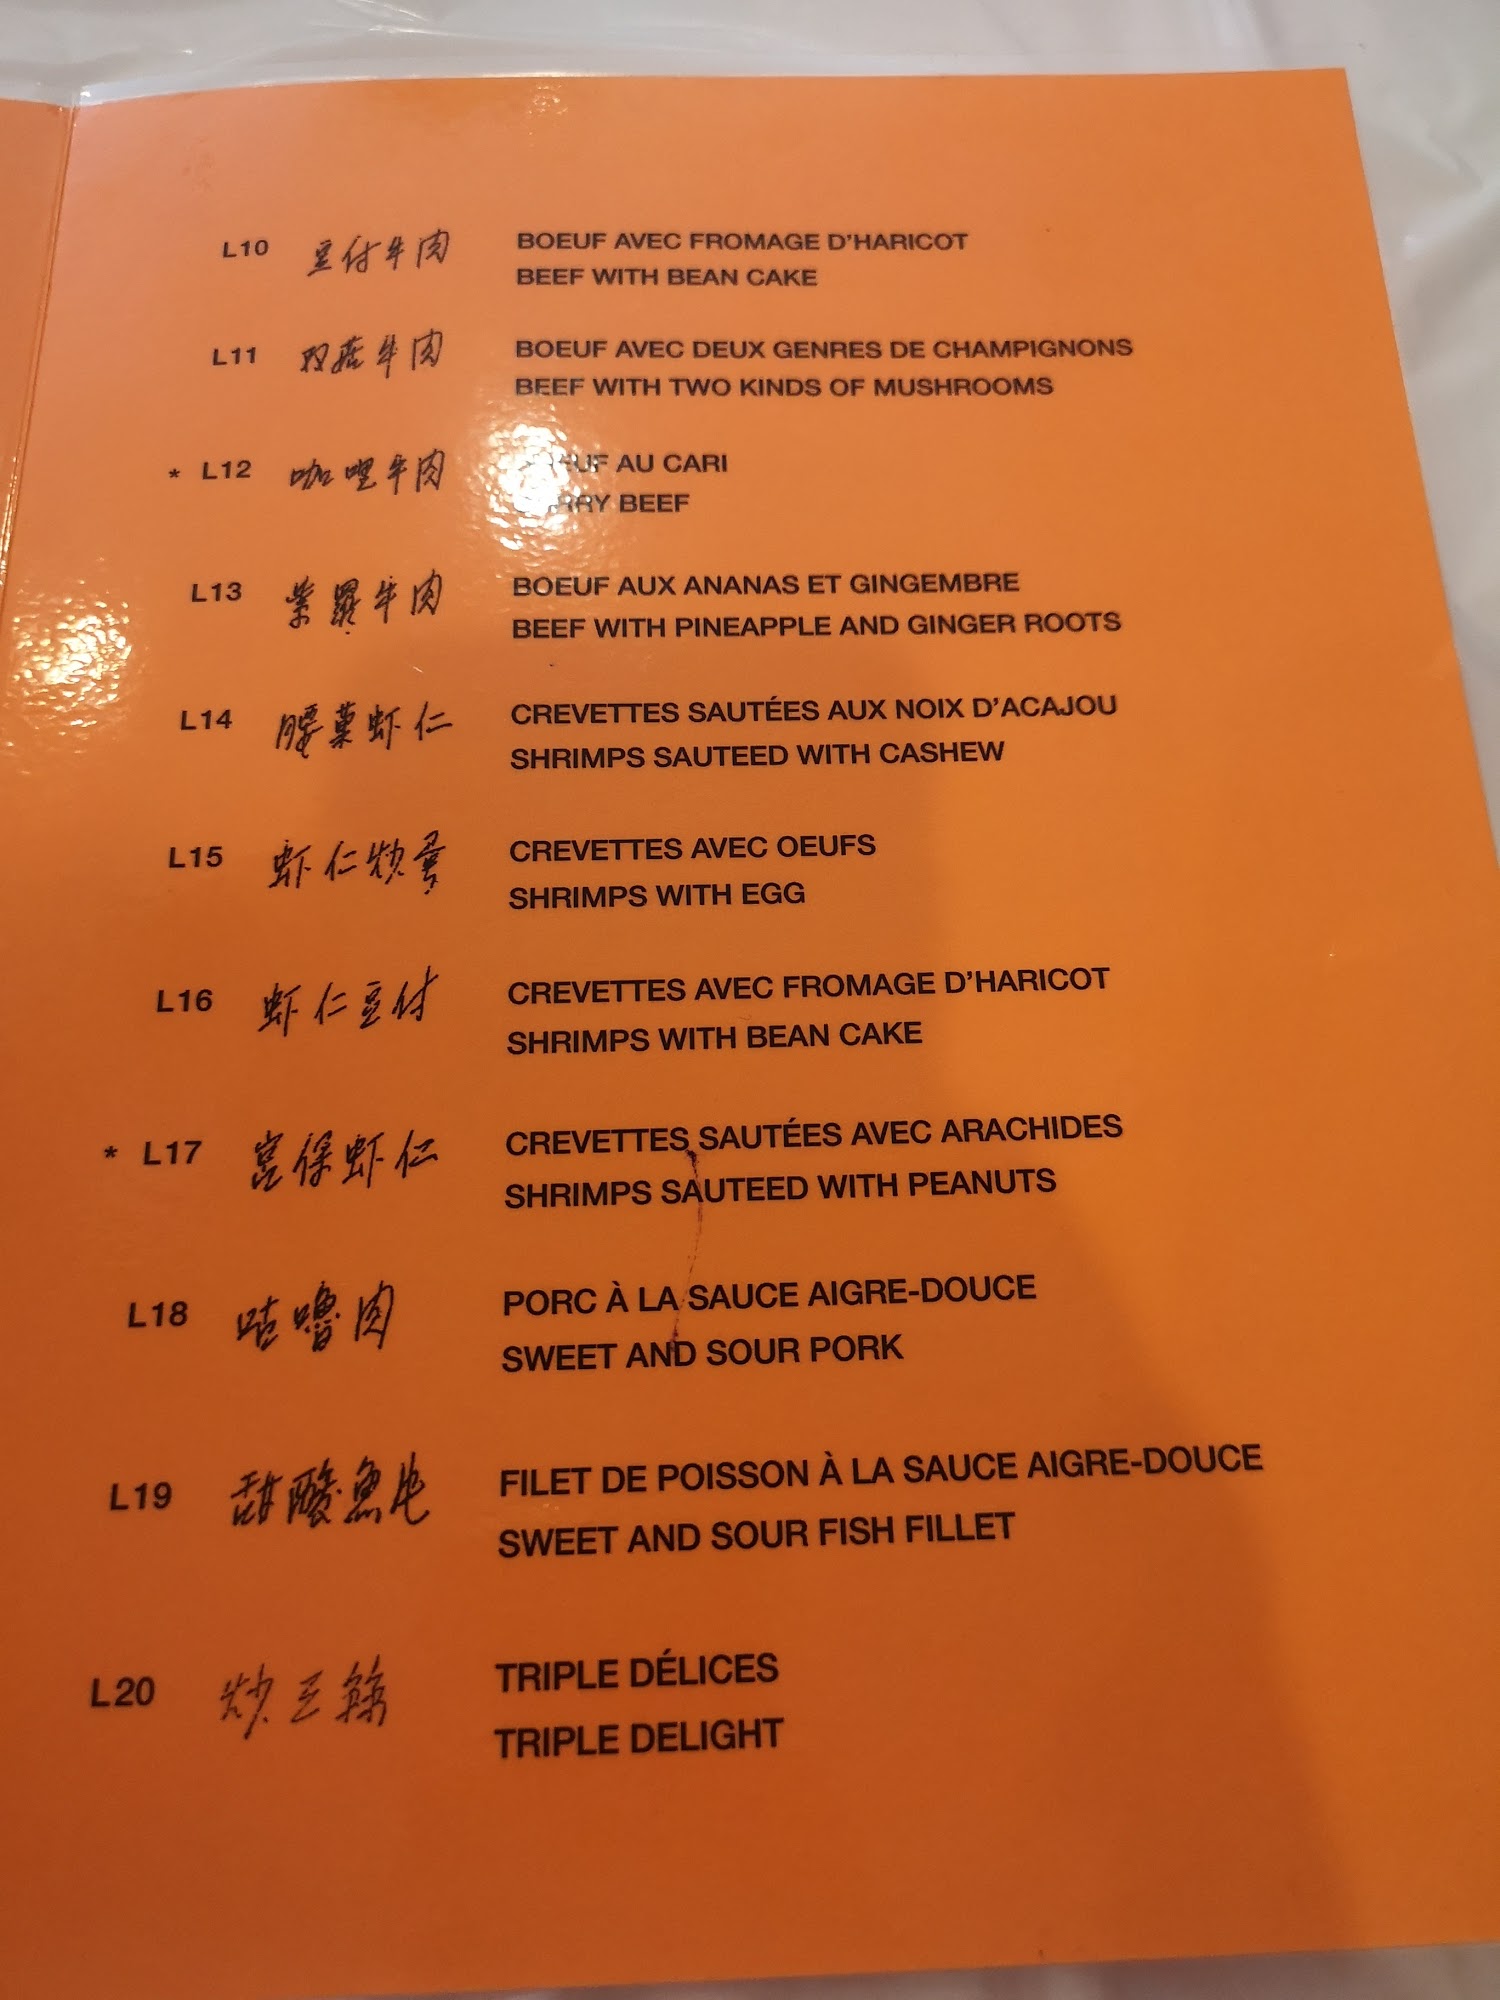 L10 豆付牛肉 BOEUF AVEC FROMAGE D'HARICOT
BEEF WITH BEAN CAKE
L11 双菇牛肉 BOEUF AVEC DEUX GENRES DE CHAMPIGNONS
BEEF WITH TWO KINDS OF MUSHROOMS
* L12 咖喱牛肉 BOEUF AU CARI
CURRY BEEF
L13 牛肉 BOEUF AUX ANANAS ET GINGEMBRE
BEEF WITH PINEAPPLE AND GINGER ROOTS
L14 腰菓虾仁 CREVETTES SAUTÉES AUX NOIX D'ACAJOU
SHRIMPS SAUTEED WITH CASHEW
L15 虾仁炒蛋 CREVETTES AVEC OEUFS
SHRIMPS WITH EGG
L16 虾仁豆付 CREVETTES AVEC FROMAGE D'HARICOT
SHRIMPS WITH BEAN CAKE
* L17 宫保虾仁 CREVETTES SAUTÉES AVEC ARACHIDES
SHRIMPS SAUTEED WITH PEANUTS
L18 咕嚕肉 PORC À LA SAUCE AIGRE-DOUCE
SWEET AND SOUR PORK
L19 甜酸魚片 FILET DE POISSON À LA SAUCE AIGRE-DOUCE
SWEET AND SOUR FISH FILLET
L20 炒三絲 TRIPLE DÉLICES
TRIPLE DELIGHT